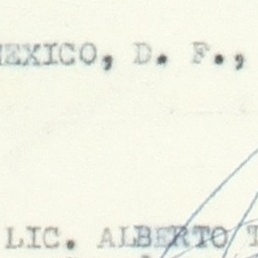 MEXICO, D. F.,
LIC. ALBERTO T